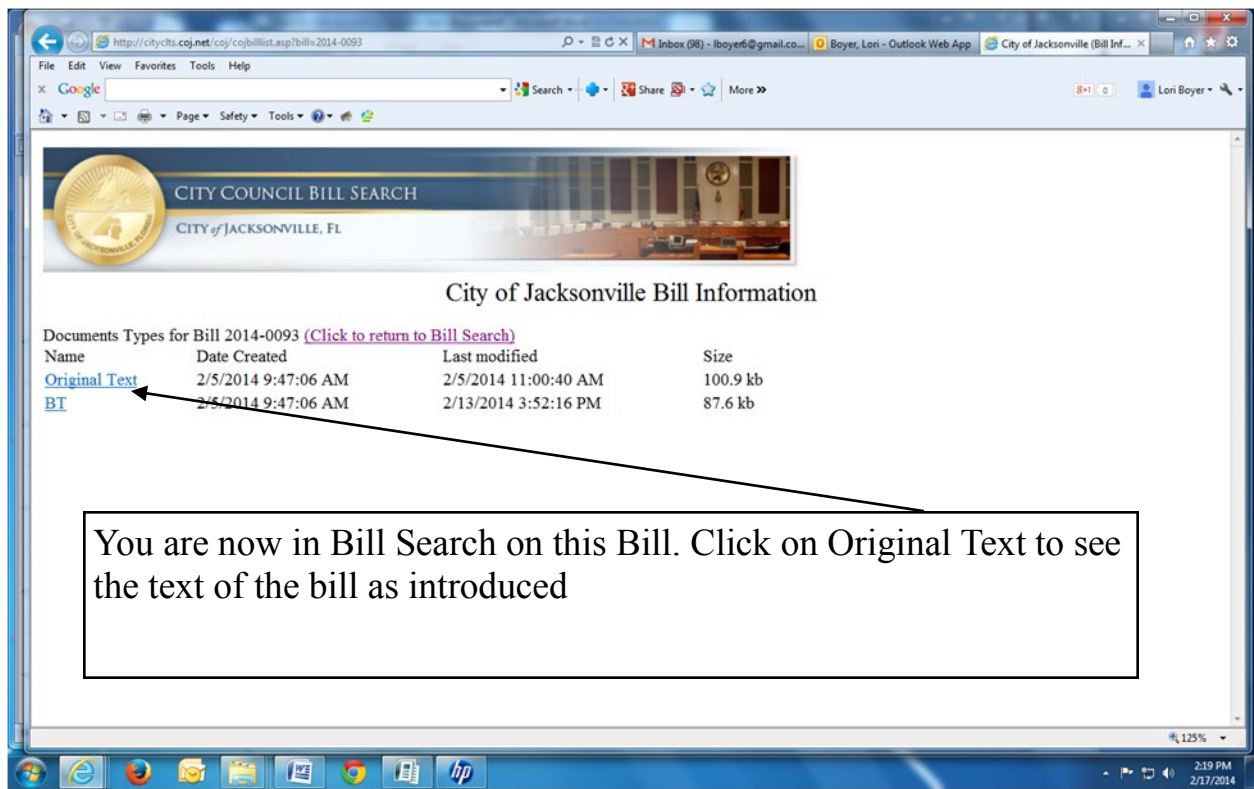 http://cityclts.coj.net/coj/cojbilllist.asp?bill=2014-0093
Inbox (98) - lboyer6@gmail.co...
Boyer, Lori - Outlook Web App
City of Jacksonville (Bill Inf...
File Edit View Favorites Tools Help
x Google Search Share More »
8+1 0 Lori Boyer
Page Safety Tools
CITY COUNCIL BILL SEARCH
CITY of JACKSONVILLE, FL
City of Jacksonville Bill Information
Documents Types for Bill 2014-0093 (Click to return to Bill Search)
Name Date Created Last modified Size
Original Text 2/5/2014 9:47:06 AM 2/5/2014 11:00:40 AM 100.9 kb
BT 2/5/2014 9:47:06 AM 2/13/2014 3:52:16 PM 87.6 kb
You are now in Bill Search on this Bill. Click on Original Text to see
the text of the bill as introduced
125%
hp
2:19 PM
2/17/2014